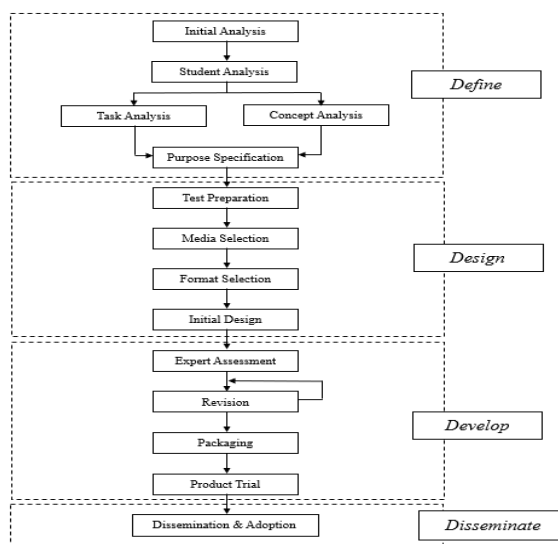 Initial Analysis
Student Analysis
Define
Task Analysis
Concept Analysis
Purpose Specification
Test Preparation
Media Selection
Design
Format Selection
Initial Design
Expert Assessment
Revision
Develop
Packaging
Product Trial
Dissemination & Adoption
Disseminate